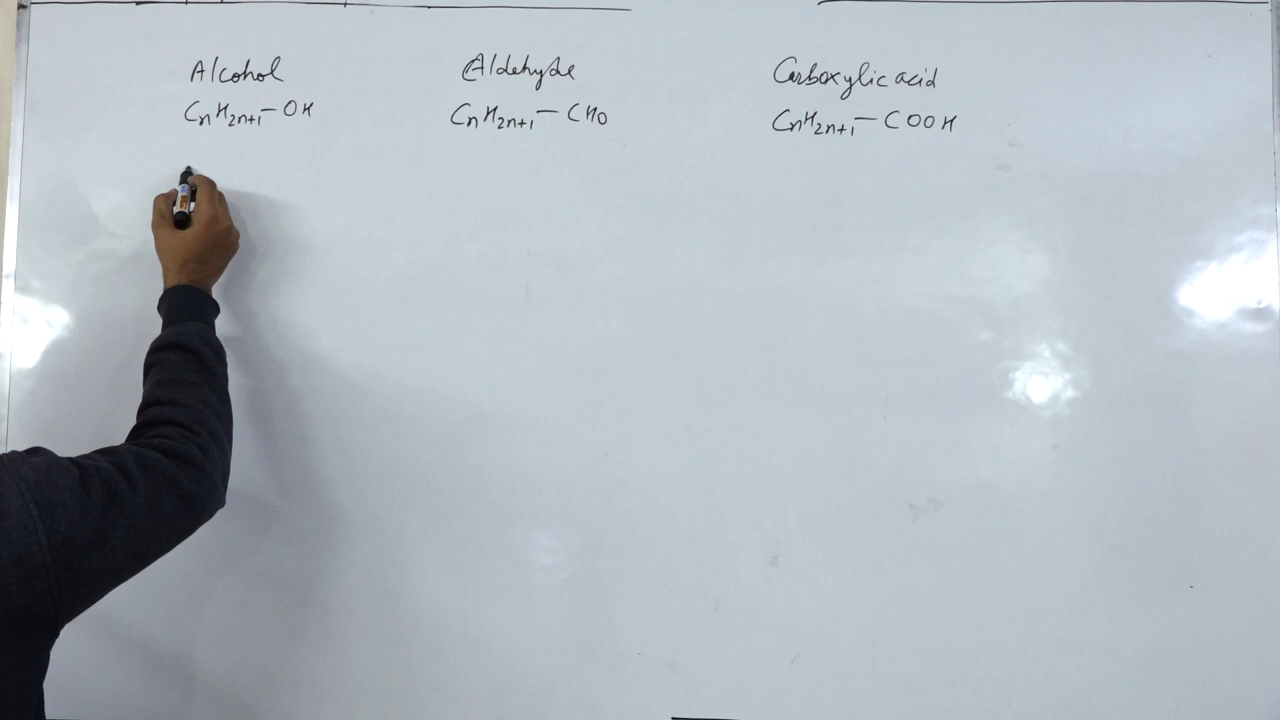 Alcohol
CnH2n+1-OH
Aldehyde
CnH2n+1-CHO
Carboxylic acid
CnH2n+1-COOH